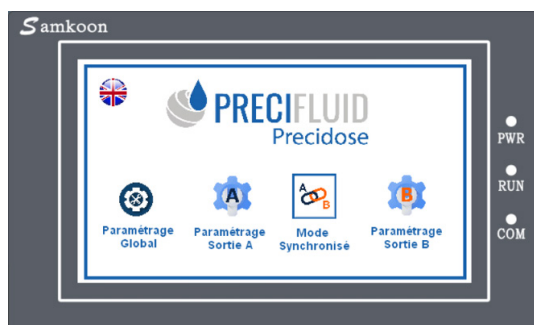 Samkoon
PRECIFLUID
Precidose
PWR
RUN
COM
A
A
B
B
Paramétrage
Global
Paramétrage
Sortie A
Mode
Synchronisé
Paramétrage
Sortie B